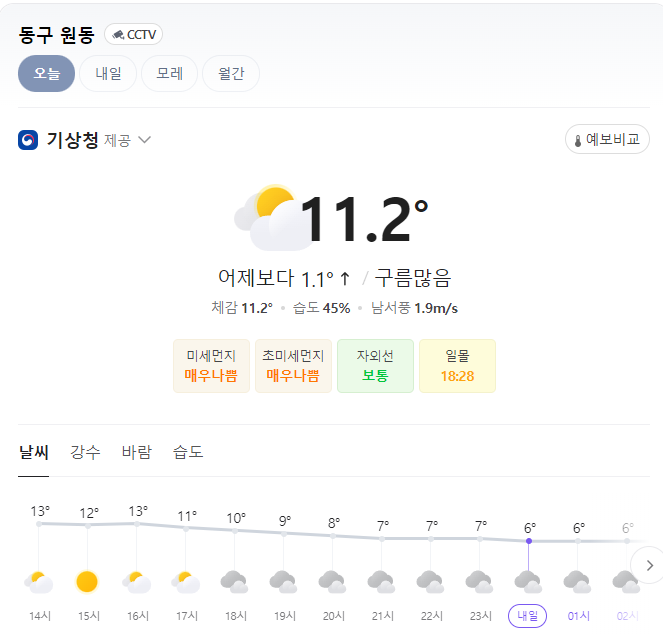 동구 원동 CCTV
오늘 내일 모레 월간
기상청 제공 예보비교
11.2°
어제보다 1.1° ↑ / 구름많음
체감 11.2° • 습도 45% • 남서풍 1.9m/s
미세먼지 초미세먼지 자외선 일몰
매우나쁨 매우나쁨 보통 18:28
날씨 강수 바람 습도
13° 12° 13° 11° 10° 9° 8° 7° 7° 7° 6° 6° 6°
14시 15시 16시 17시 18시 19시 20시 21시 22시 23시 내일 01시 02시